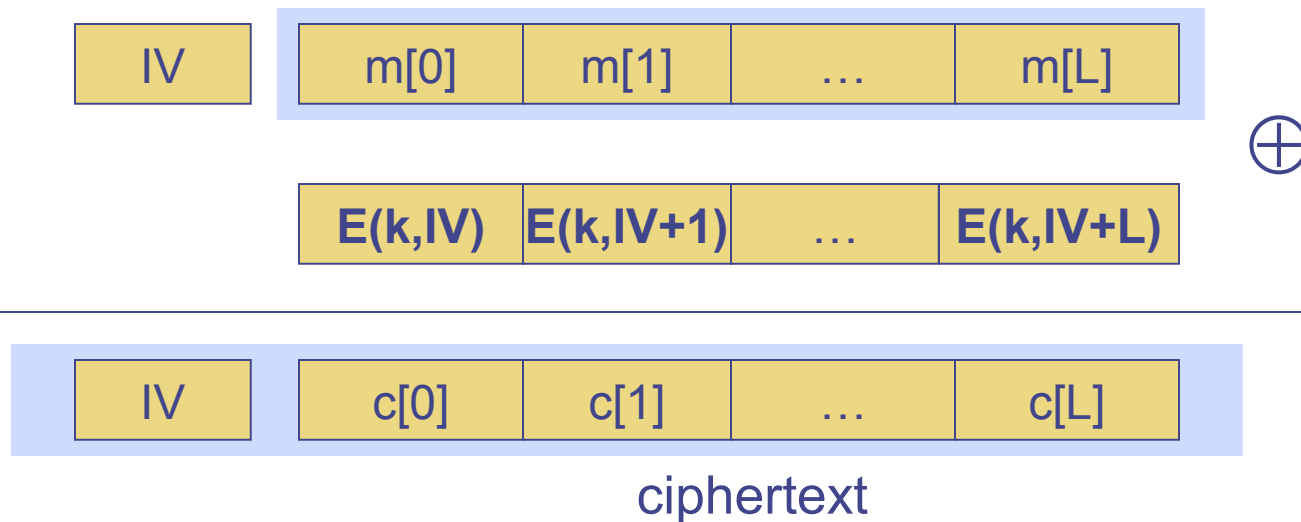 IV m[0] m[1] … m[L]
⊕
E(k,IV) E(k,IV+1) … E(k,IV+L)
IV c[0] c[1] … c[L]
ciphertext